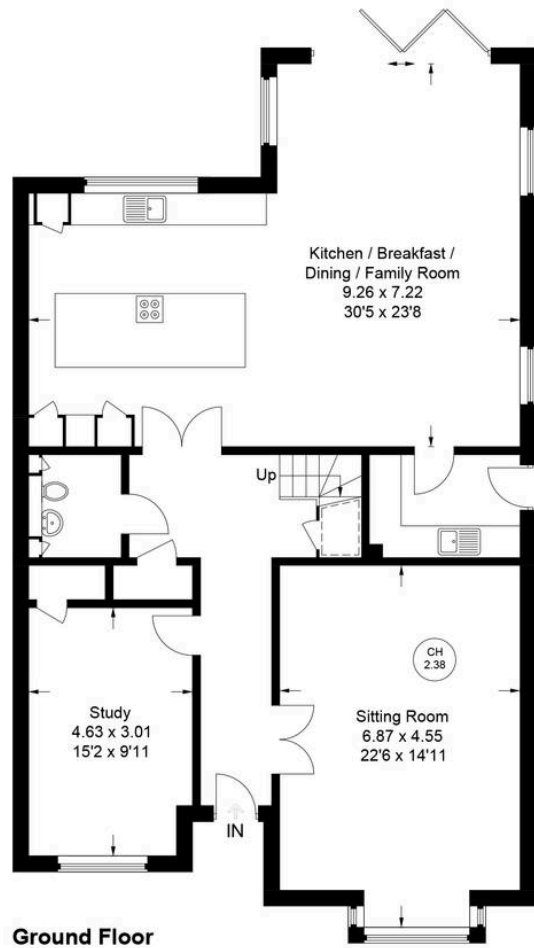 Kitchen / Breakfast /
Dining / Family Room
9.26 x 7.22
30'5 x 23'8
Up
CH
2.38
Study
4.63 x 3.01
15'2 x 9'11
Sitting Room
6.87 x 4.55
22'6 x 14'11
IN
Ground Floor